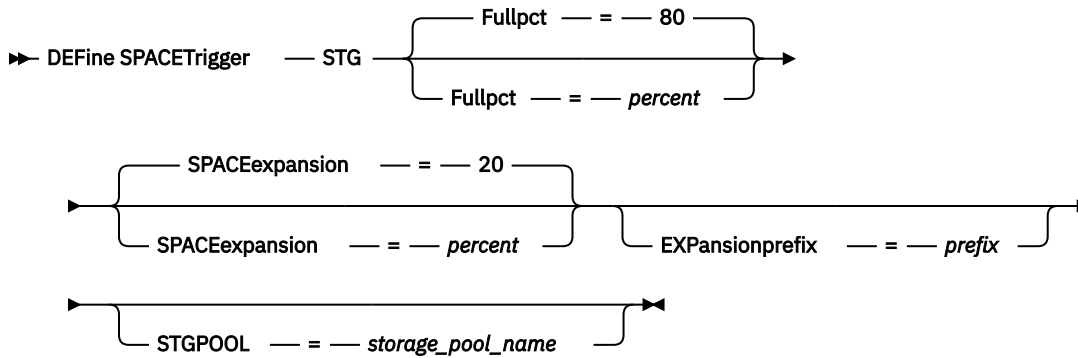 Fullpct = 80
DEFine SPACETrigger STG
Fullpct = percent
SPACEexpansion = 20
SPACEexpansion = percent
EXPansionprefix = prefix
STGPOOL = storage_pool_name